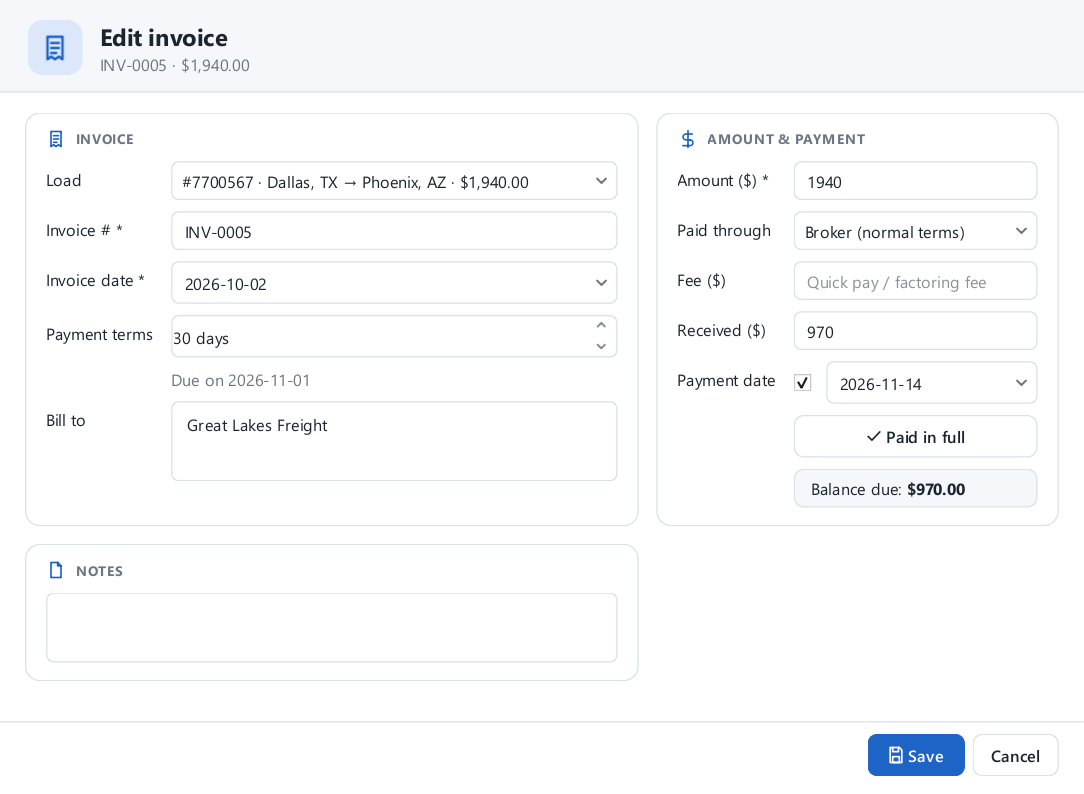 Edit invoice
INV-0005 · $1,940.00
INVOICE
Load
#7700567 · Dallas, TX → Phoenix, AZ · $1,940.00
Invoice # *
INV-0005
Invoice date *
2026-10-02
Payment terms
30 days
Due on 2026-11-01
Bill to
Great Lakes Freight
AMOUNT & PAYMENT
Amount ($) *
1940
Paid through
Broker (normal terms)
Fee ($)
Quick pay / factoring fee
Received ($)
970
Payment date
2026-11-14
✓ Paid in full
Balance due: $970.00
NOTES
Save
Cancel